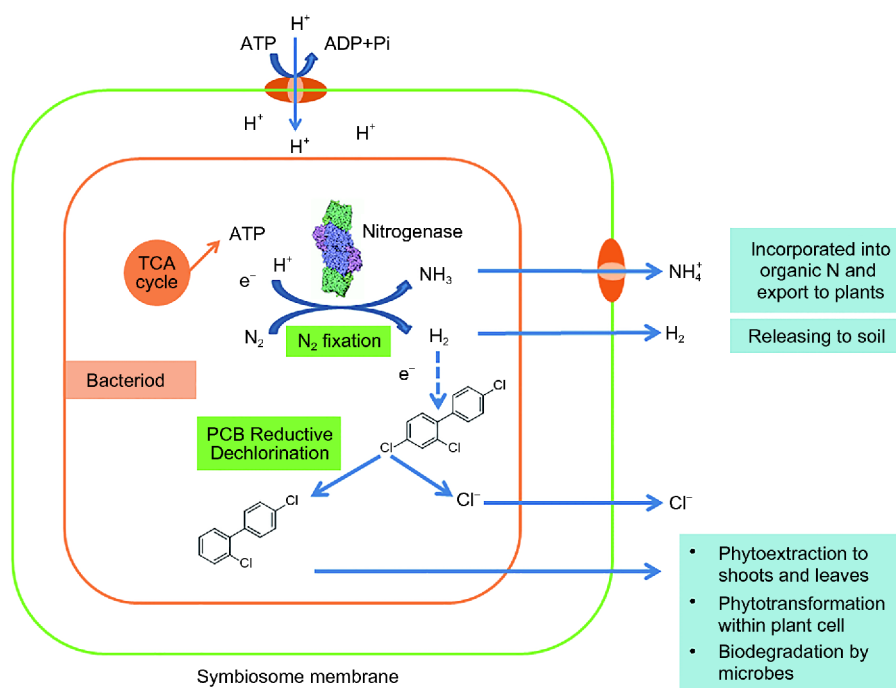 H⁺
ATP
ADP+Pi
H⁺
H⁺
H⁺
TCA
cycle
ATP
Nitrogenase
e⁻
H⁺
NH₃
NH₄⁺
Incorporated into
organic N and
export to plants
N₂
N₂ fixation
H₂
H₂
Releasing to soil
Bacteriod
e⁻
Cl
Cl
Cl
PCB Reductive
Dechlorination
Cl⁻
Cl⁻
Cl
Cl
• Phytoextraction to
shoots and leaves
• Phytotransformation
within plant cell
• Biodegradation by
microbes
Symbiosome membrane